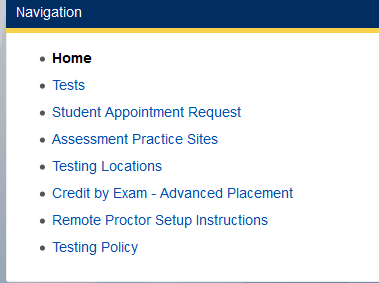 Navigation
Home
Tests
Student Appointment Request
Assessment Practice Sites
Testing Locations
Credit by Exam - Advanced Placement
Remote Proctor Setup Instructions
Testing Policy